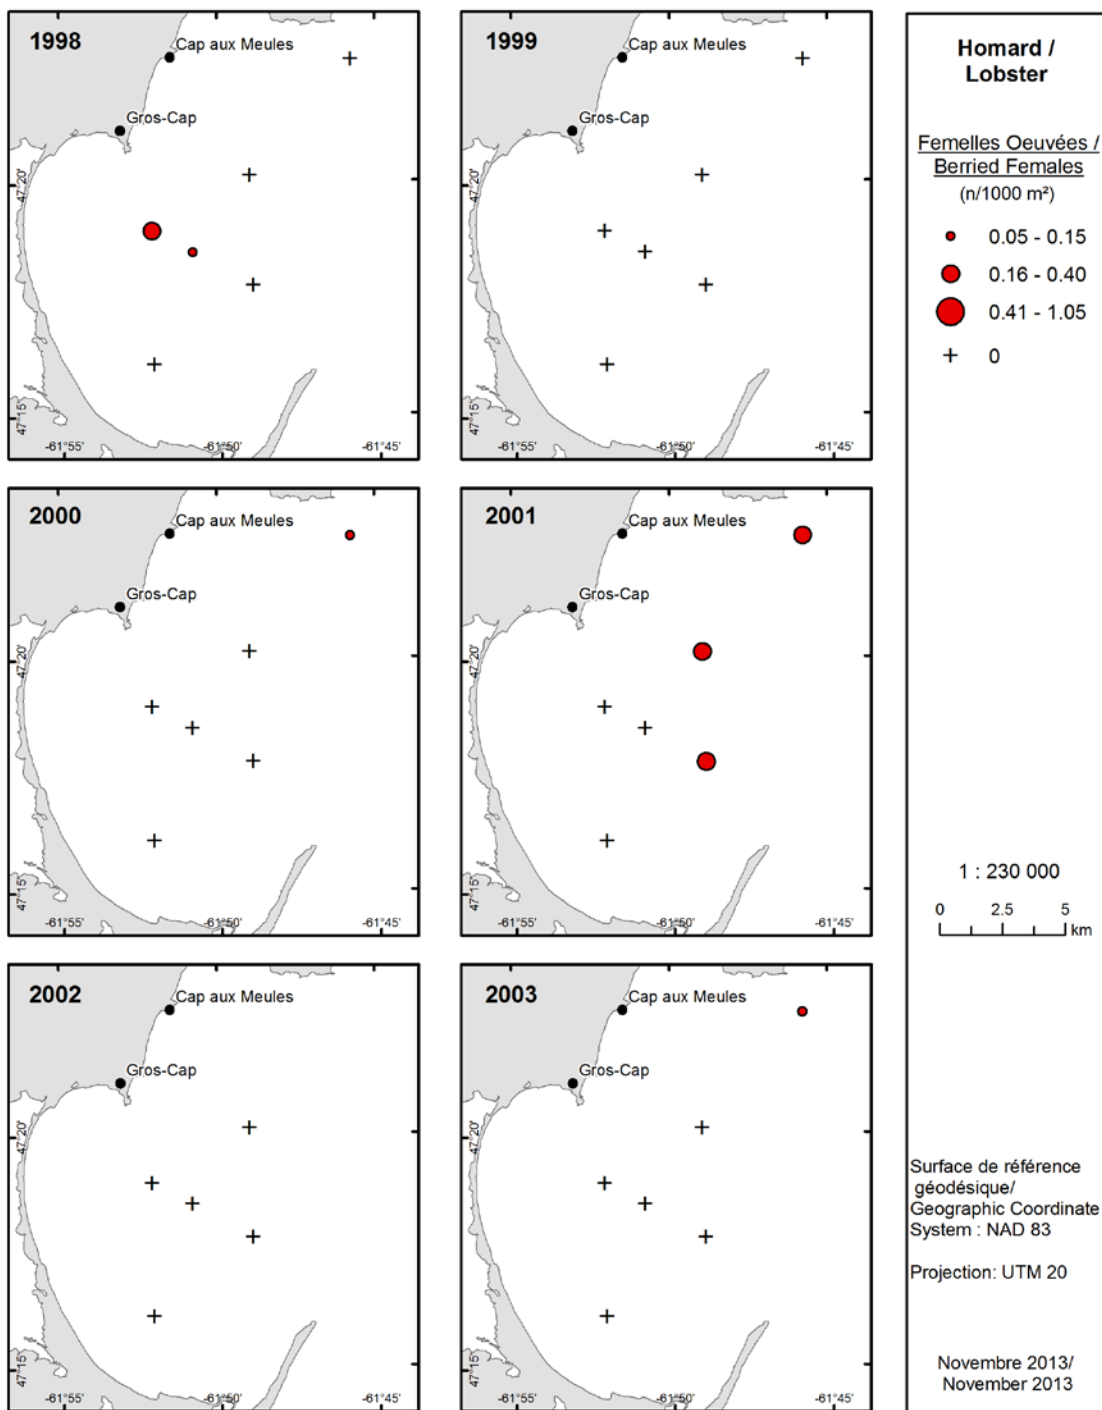 1998
Cap aux Meules
Gros-Cap
47°20'
47°15'
-61°55'
-61°50'
-61°45'
1999
Cap aux Meules
Gros-Cap
47°20'
47°15'
-61°55'
-61°50'
-61°45'
2000
Cap aux Meules
Gros-Cap
47°20'
47°15'
-61°55'
-61°50'
-61°45'
2001
Cap aux Meules
Gros-Cap
47°20'
47°15'
-61°55'
-61°50'
-61°45'
2002
Cap aux Meules
Gros-Cap
47°20'
47°15'
-61°55'
-61°50'
-61°45'
2003
Cap aux Meules
Gros-Cap
47°20'
47°15'
-61°55'
-61°50'
-61°45'
Homard /
Lobster
Femelles Oeuvées /
Berried Females
(n/1000 m²)
0.05 - 0.15
0.16 - 0.40
0.41 - 1.05
0
1 : 230 000
0 2.5 5
km
Surface de référence
géodésique/
Geographic Coordinate
System : NAD 83
Projection: UTM 20
Novembre 2013/
November 2013